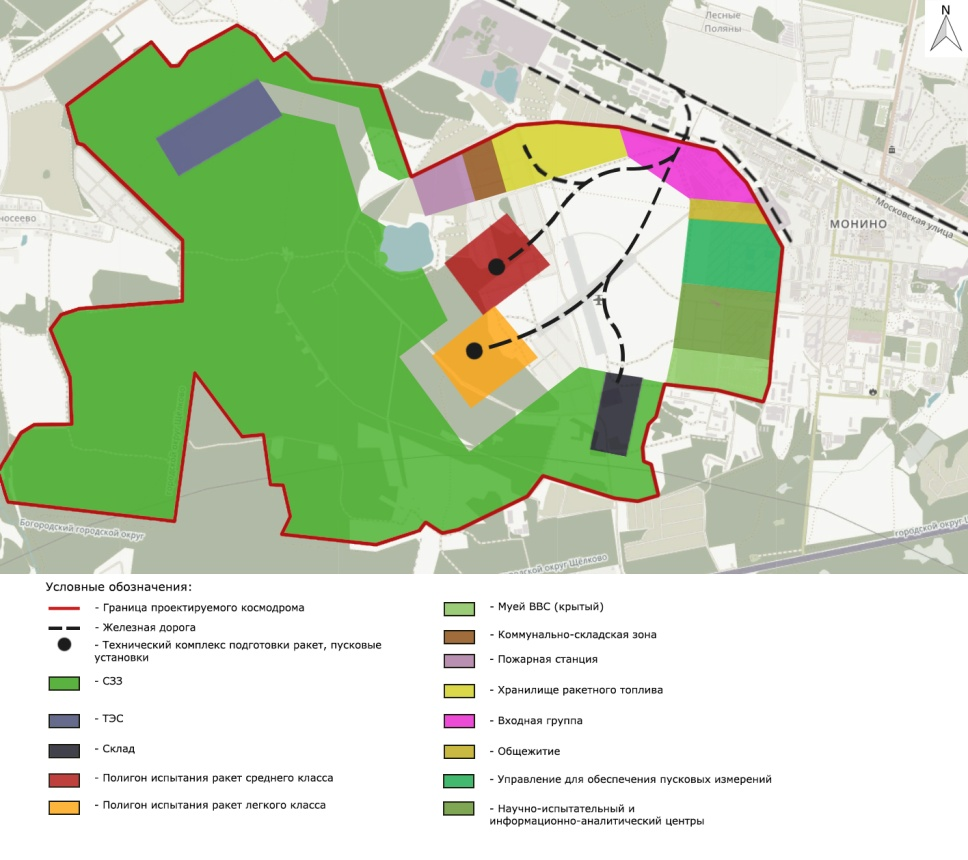 Лесные
Поляны
N
МОНИНО
Московская улица
носеево
Богородский городской округ
родской округ Щёлково
городской округ
Условные обозначения:
- Граница проектируемого космодрома
- Железная дорога
- Технический комплекс подготовки ракет, пусковые
установки
- СЗЗ
- ТЭС
- Склад
- Полигон испытания ракет среднего класса
- Полигон испытания ракет легкого класса
- Муей ВВС (крытый)
- Коммунально-складская зона
- Пожарная станция
- Хранилище ракетного топлива
- Входная группа
- Общежитие
- Управление для обеспечения пусковых измерений
- Научно-испытательный и
информационно-аналитический центры